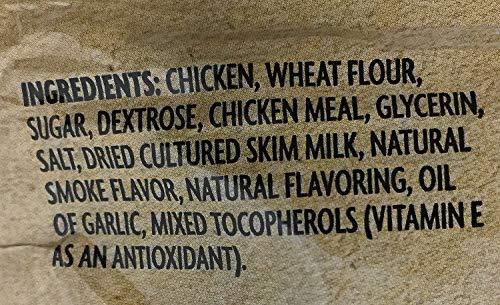 INGREDIENTS: CHICKEN, WHEAT FLOUR,
SUGAR, DEXTROSE, CHICKEN MEAL, GLYCERIN,
SALT, DRIED CULTURED SKIM MILK, NATURAL
SMOKE FLAVOR, NATURAL FLAVORING, OIL
OF GARLIC, MIXED TOCOPHEROLS (VITAMIN E
AS AN ANTIOXIDANT).